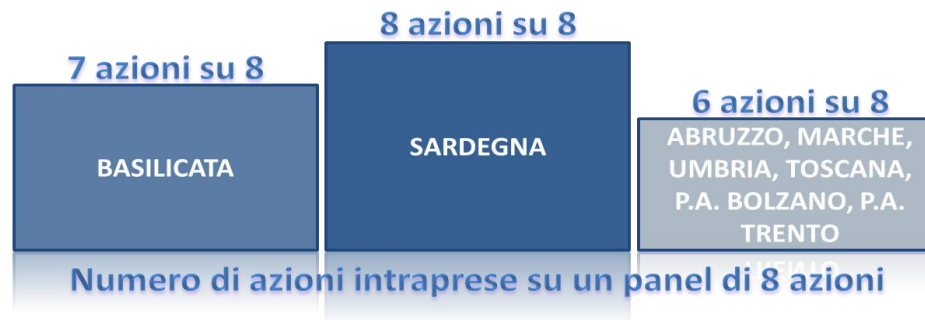 8 azioni su 8
7 azioni su 8
6 azioni su 8
BASILICATA
SARDEGNA
ABRUZZO, MARCHE,
UMBRIA, TOSCANA,
P.A. BOLZANO, P.A.
TRENTO
Numero di azioni intraprese su un panel di 8 azioni